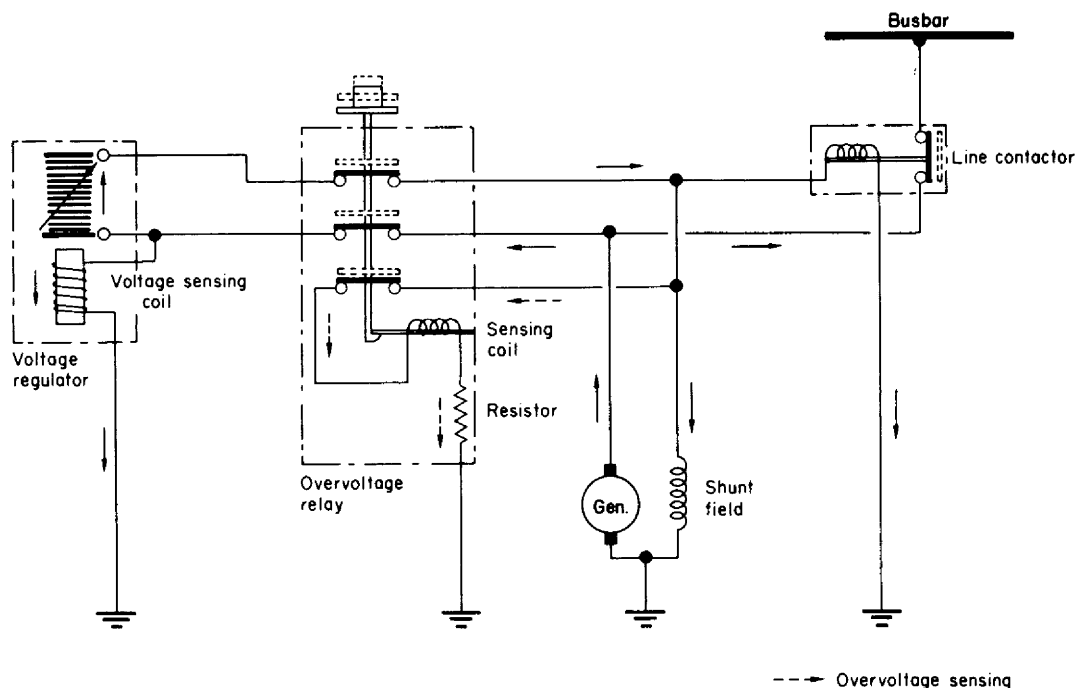 Busbar
Line contactor
Voltage sensing
coil
Voltage
regulator
Sensing
coil
Resistor
Overvoltage
relay
Gen.
Shunt
field
Overvoltage sensing